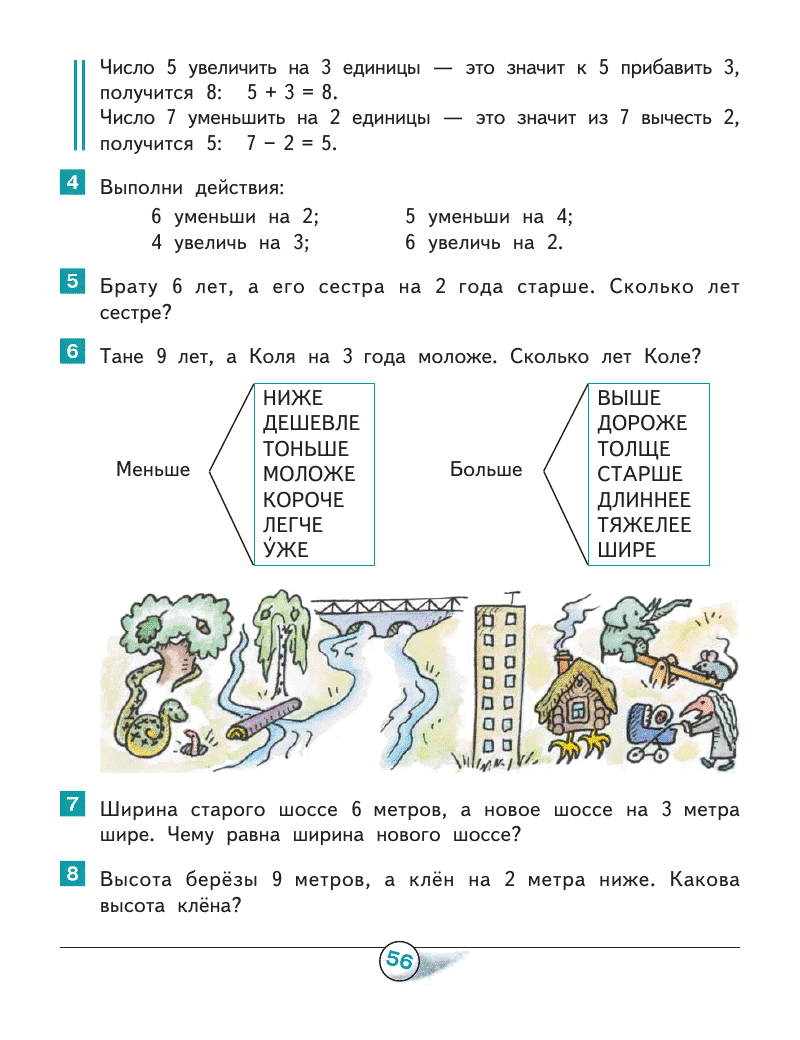 Число 5 увеличить на 3 единицы — это значит к 5 прибавить 3,
получится 8: 5 + 3 = 8.
Число 7 уменьшить на 2 единицы — это значит из 7 вычесть 2,
получится 5: 7 – 2 = 5.
4 Выполни действия:
6 уменьши на 2; 5 уменьши на 4;
4 увеличь на 3; 6 увеличь на 2.
5 Брату 6 лет, а его сестра на 2 года старше. Сколько лет
сестре?
6 Тане 9 лет, а Коля на 3 года моложе. Сколько лет Коле?
Меньше
НИЖЕ
ДЕШЕВЛЕ
ТОНЬШЕ
МОЛОЖЕ
КОРОЧЕ
ЛЕГЧЕ
У́ЖЕ
Больше
ВЫШЕ
ДОРОЖЕ
ТОЛЩЕ
СТАРШЕ
ДЛИННЕЕ
ТЯЖЕЛЕЕ
ШИРЕ
7 Ширина старого шоссе 6 метров, а новое шоссе на 3 метра
шире. Чему равна ширина нового шоссе?
8 Высота берёзы 9 метров, а клён на 2 метра ниже. Какова
высота клёна?
56